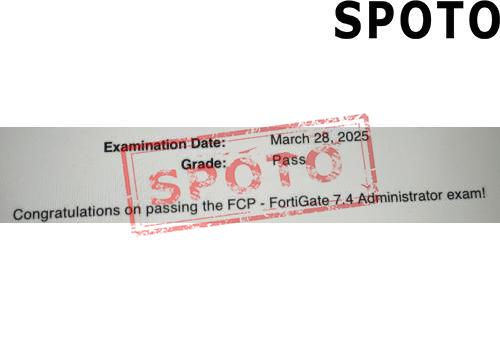 SPOTO
Examination Date: March 28, 2025
Grade: Pass
SPOTO
Congratulations on passing the FCP - FortiGate 7.4 Administrator exam!